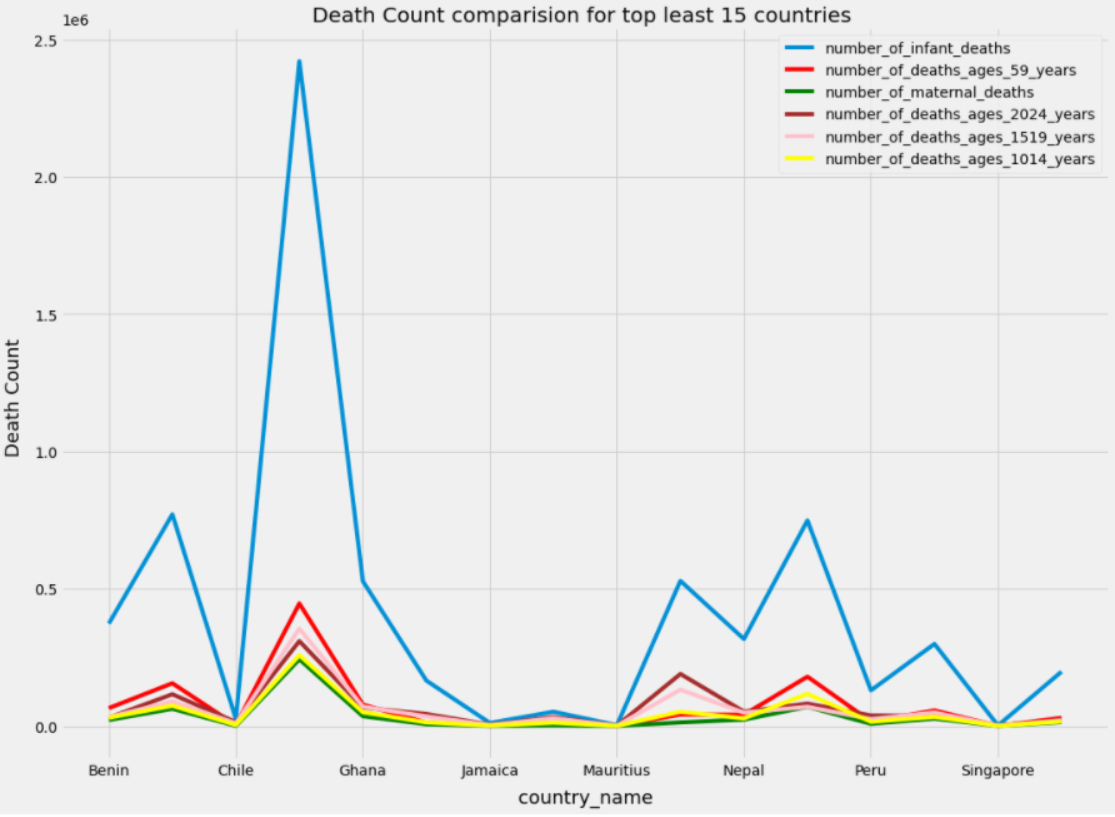 Death Count comparision for top least 15 countries
1e6
2.5
2.0
1.5
1.0
0.5
0.0
Death Count
number_of_infant_deaths
number_of_deaths_ages_59_years
number_of_maternal_deaths
number_of_deaths_ages_2024_years
number_of_deaths_ages_1519_years
number_of_deaths_ages_1014_years
Benin Chile Ghana Jamaica Mauritius Nepal Peru Singapore
country_name